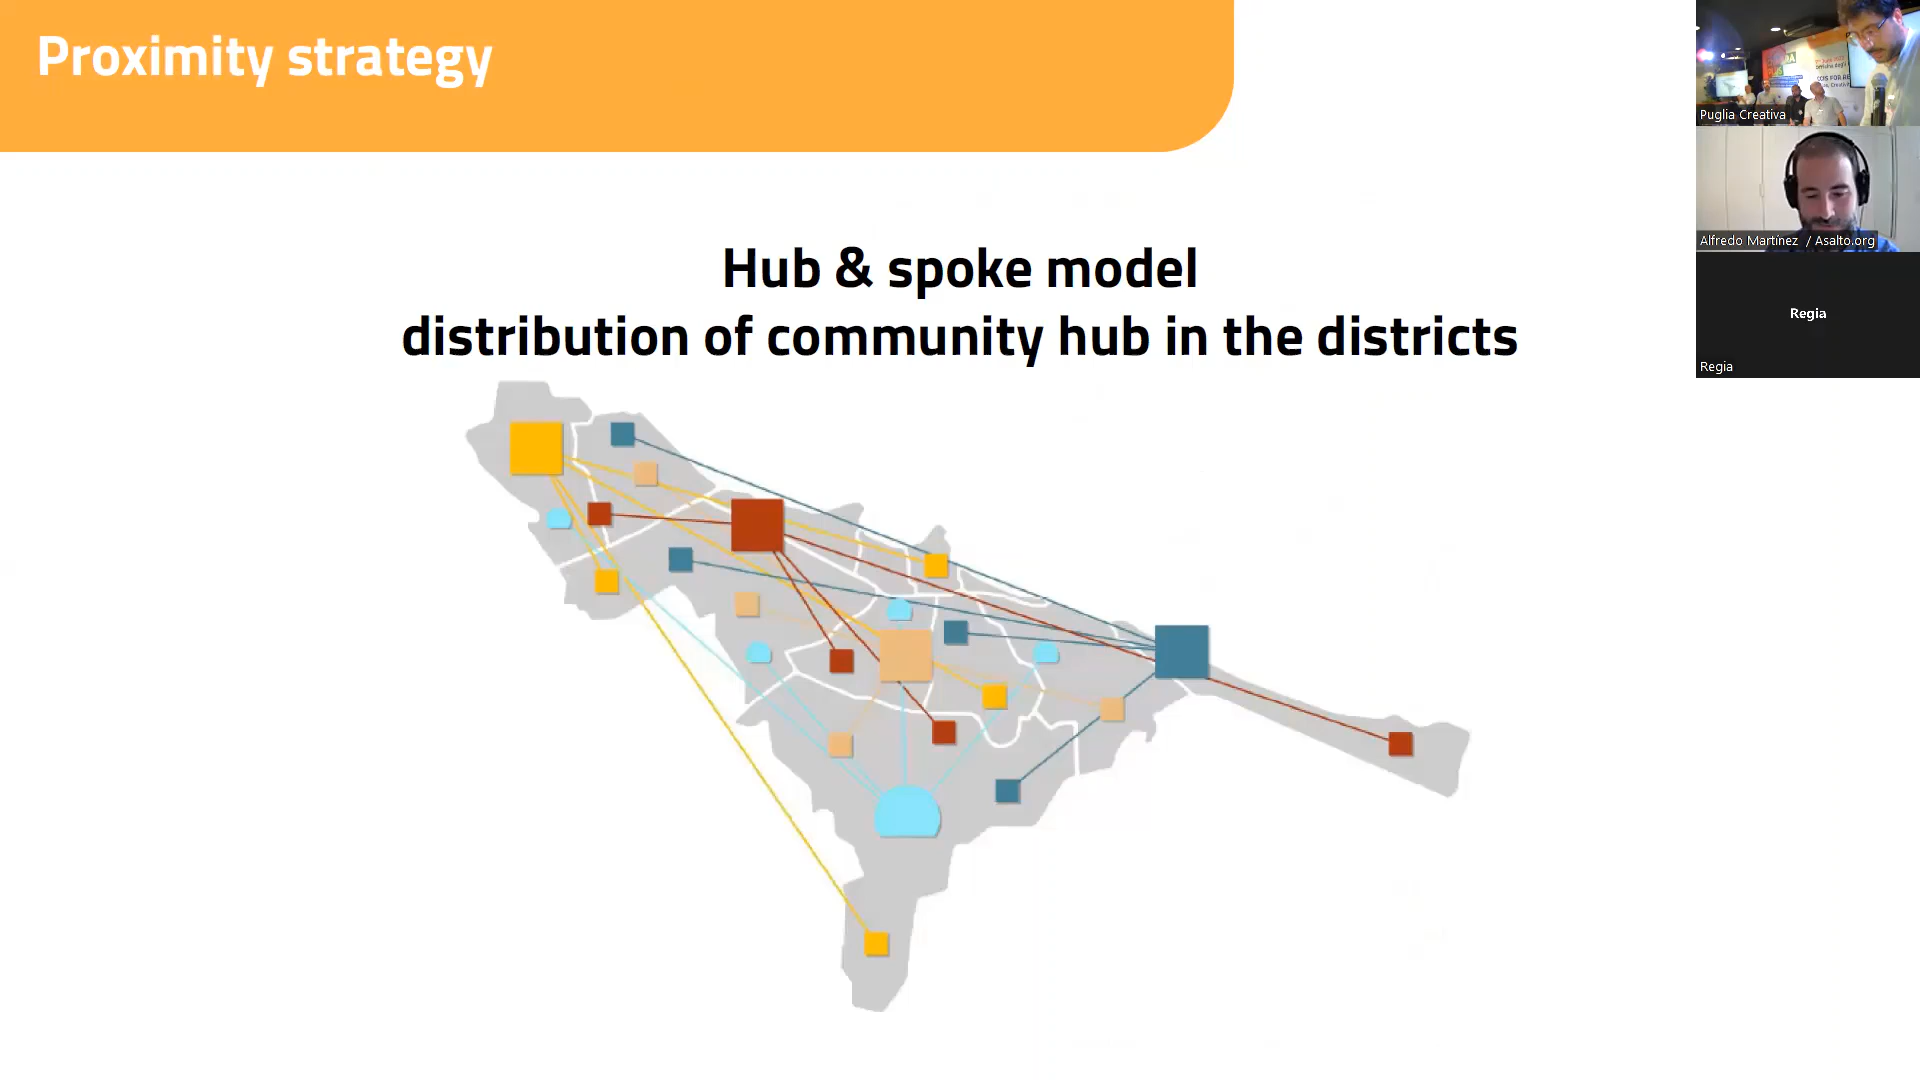 Proximity strategy
Hub & spoke model
distribution of community hub in the districts
Puglia Creativa
Alfredo Martínez / Asalto.org
Regia
Regia